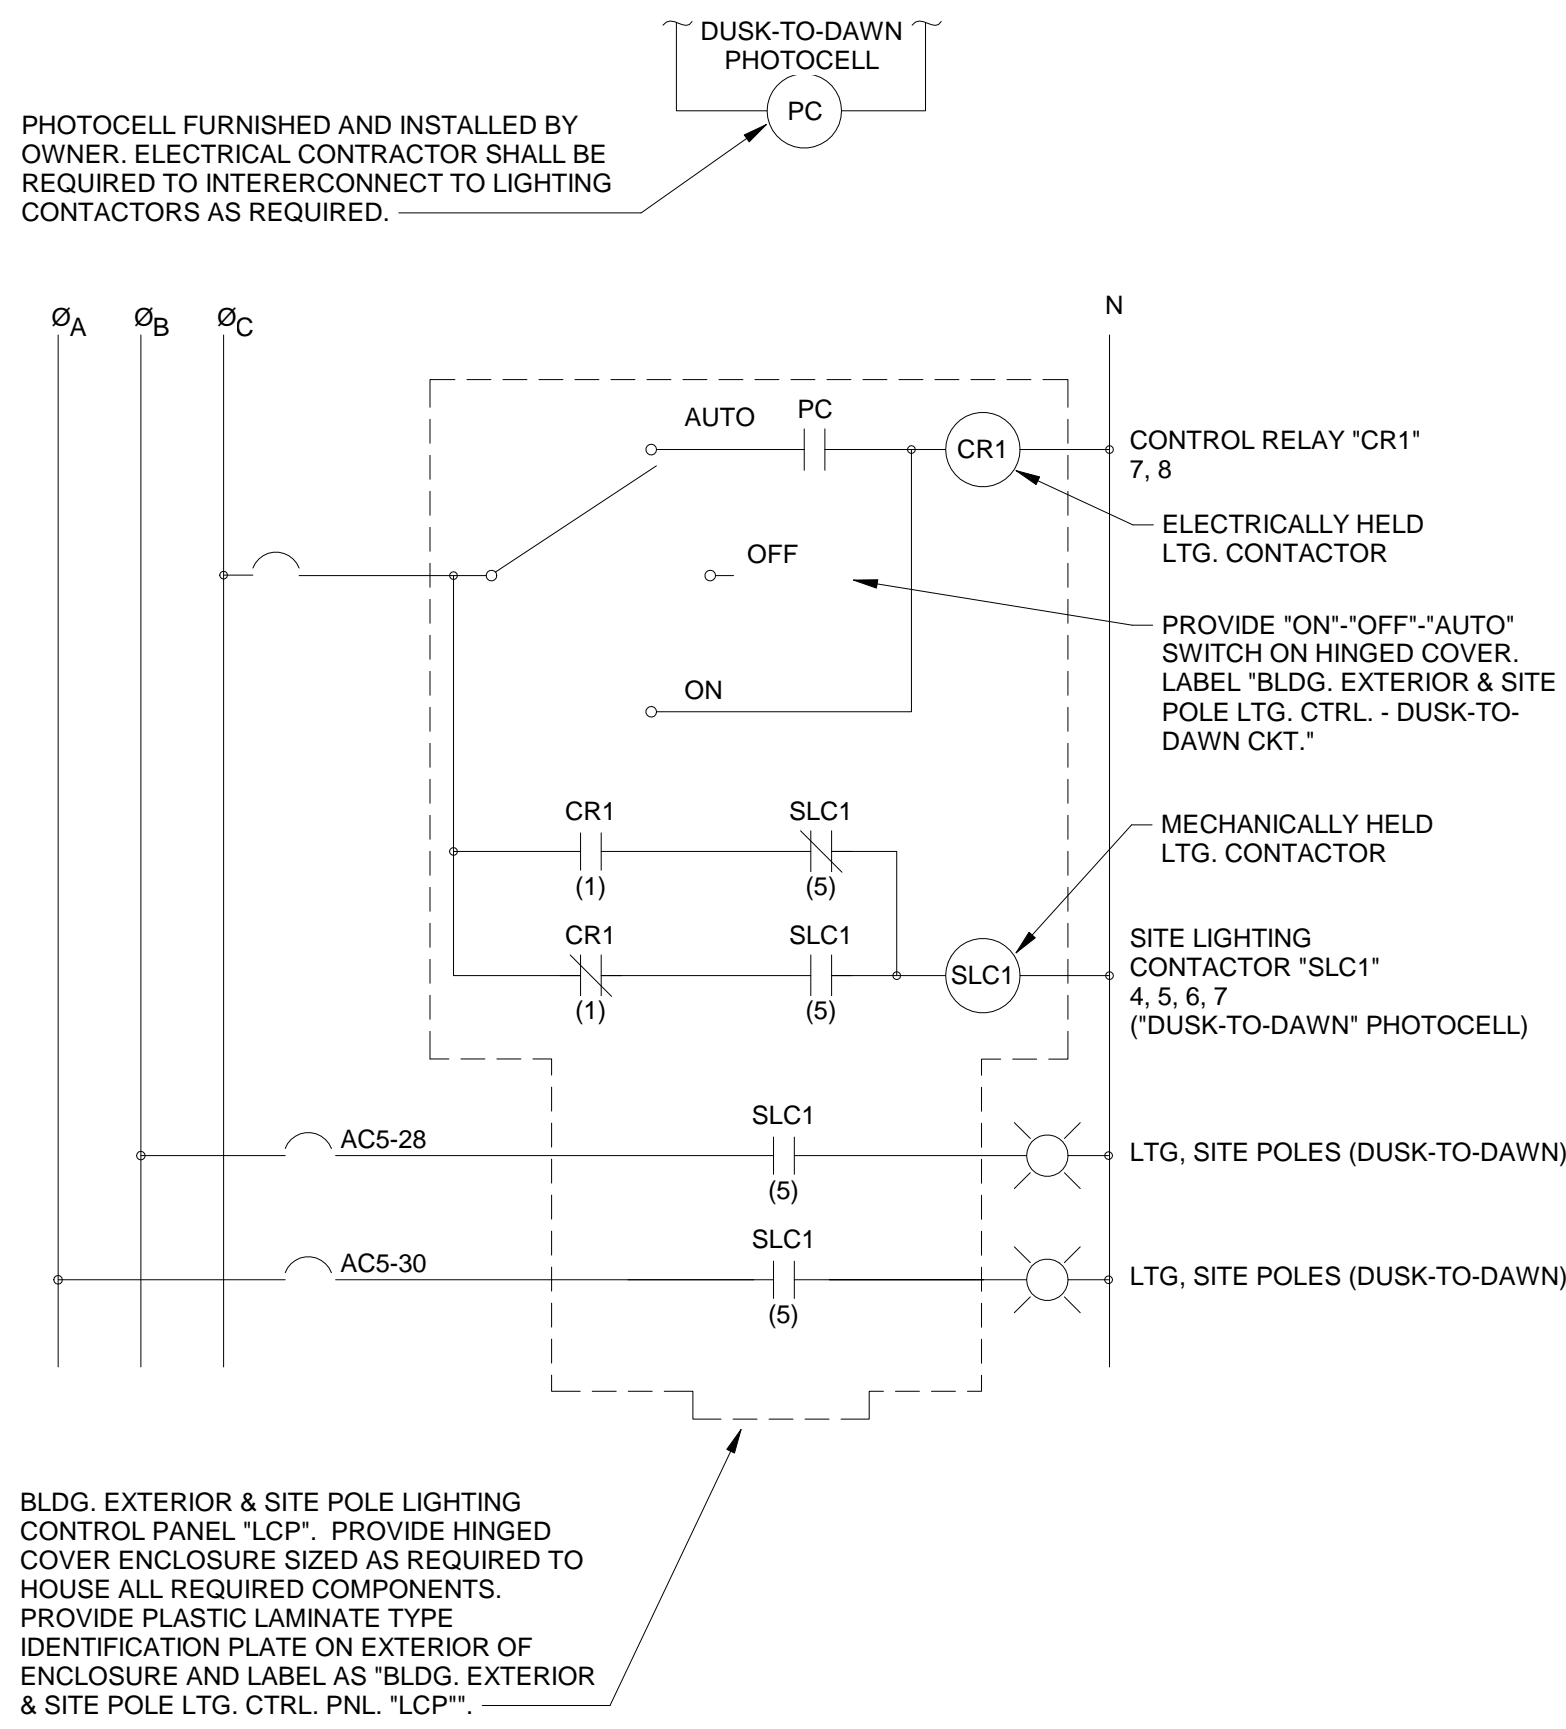 DUSK-TO-DAWN
PHOTOCELL
PC
PHOTOCELL FURNISHED AND INSTALLED BY
OWNER. ELECTRICAL CONTRACTOR SHALL BE
REQUIRED TO INTERERCONNECT TO LIGHTING
CONTACTORS AS REQUIRED.
ØA
ØB
ØC
N
AUTO
PC
CR1
CONTROL RELAY "CR1"
7, 8
ELECTRICALLY HELD
LTG. CONTACTOR
OFF
PROVIDE "ON"-"OFF"-"AUTO"
SWITCH ON HINGED COVER.
LABEL "BLDG. EXTERIOR & SITE
POLE LTG. CTRL. - DUSK-TO-
DAWN CKT."
ON
CR1
(1)
SLC1
(5)
MECHANICALLY HELD
LTG. CONTACTOR
CR1
(1)
SLC1
(5)
SLC1
SITE LIGHTING
CONTACTOR "SLC1"
4, 5, 6, 7
("DUSK-TO-DAWN" PHOTOCELL)
AC5-28
SLC1
(5)
LTG, SITE POLES (DUSK-TO-DAWN)
AC5-30
SLC1
(5)
LTG, SITE POLES (DUSK-TO-DAWN)
BLDG. EXTERIOR & SITE POLE LIGHTING
CONTROL PANEL "LCP".  PROVIDE HINGED
COVER ENCLOSURE SIZED AS REQUIRED TO
HOUSE ALL REQUIRED COMPONENTS.
PROVIDE PLASTIC LAMINATE TYPE
IDENTIFICATION PLATE ON EXTERIOR OF
ENCLOSURE AND LABEL AS "BLDG. EXTERIOR
& SITE POLE LTG. CTRL. PNL. "LCP"".